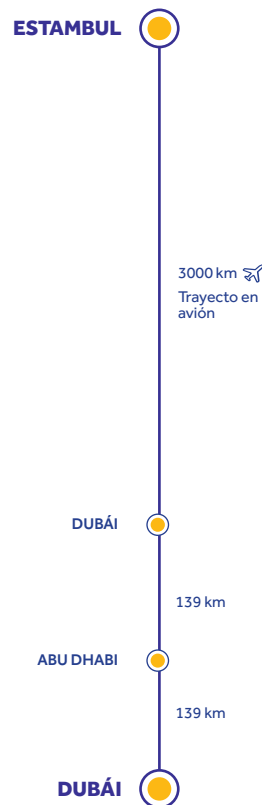 ESTAMBUL
3000 km
Trayecto en
avión
DUBÁI
139 km
ABU DHABI
139 km
DUBÁI